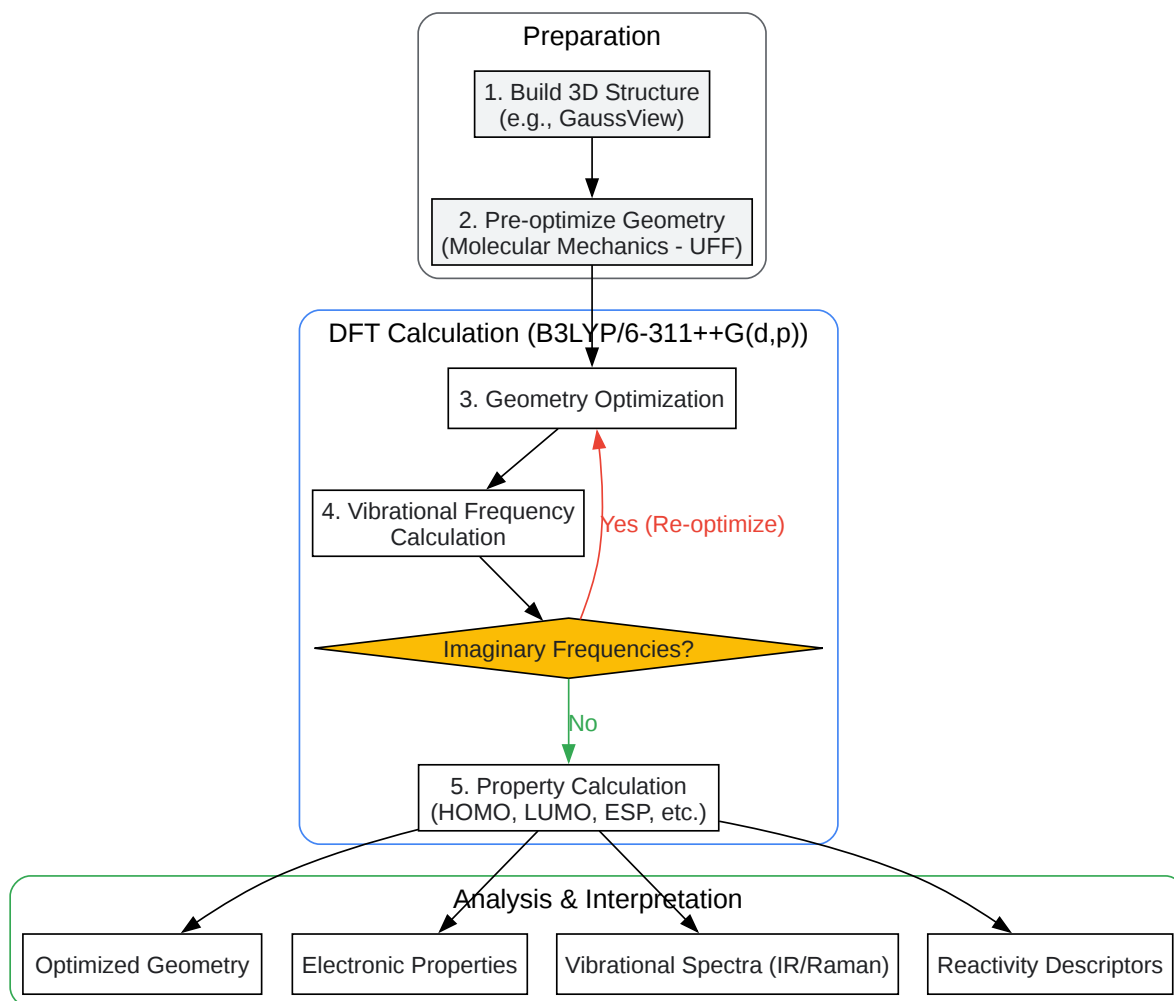 Preparation
1. Build 3D Structure
(e.g., GaussView)
2. Pre-optimize Geometry
(Molecular Mechanics - UFF)
DFT Calculation (B3LYP/6-311++G(d,p))
3. Geometry Optimization
4. Vibrational Frequency
Calculation
Yes (Re-optimize)
Imaginary Frequencies?
No
5. Property Calculation
(HOMO, LUMO, ESP, etc.)
Analysis & Interpretation
Optimized Geometry
Electronic Properties
Vibrational Spectra (IR/Raman)
Reactivity Descriptors